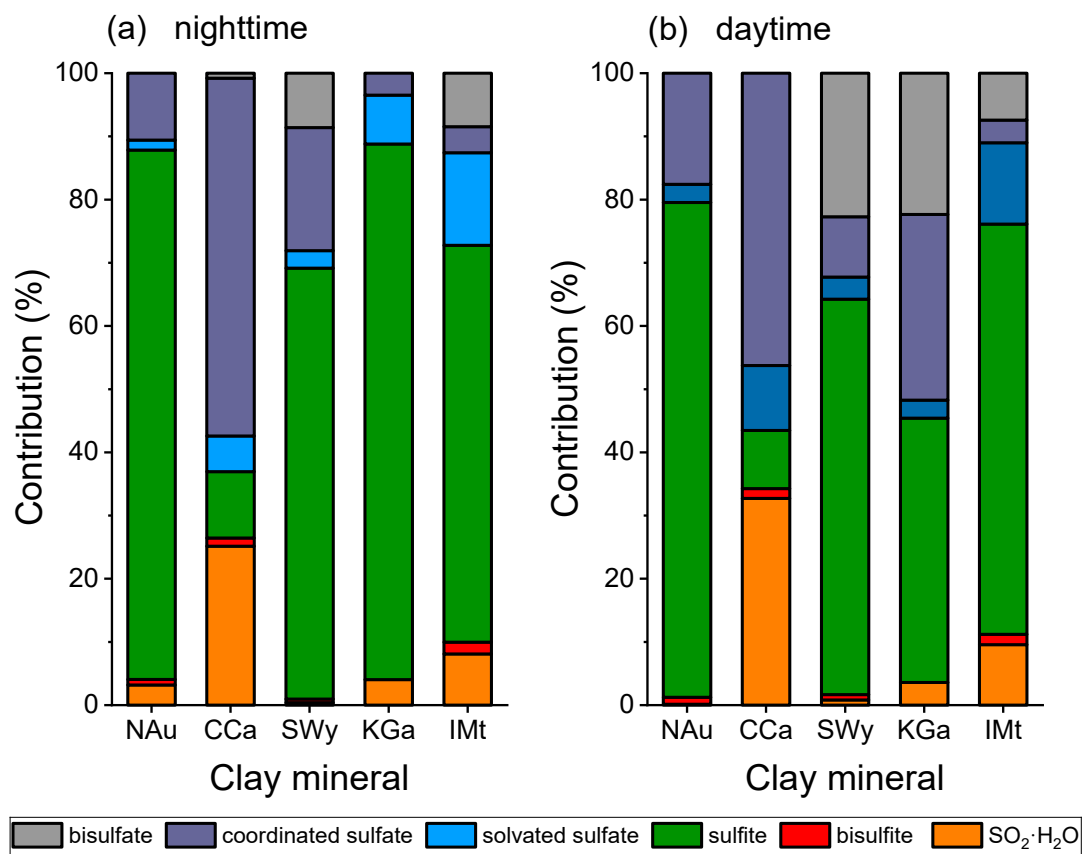 (a) nighttime
(b) daytime
Contribution (%)
100
80
60
40
20
0
NAu CCa SWy KGa IMt
Clay mineral
Contribution (%)
100
80
60
40
20
0
NAu CCa SWy KGa IMt
Clay mineral
bisulfate coordinated sulfate solvated sulfate sulfite bisulfite SO₂·H₂O